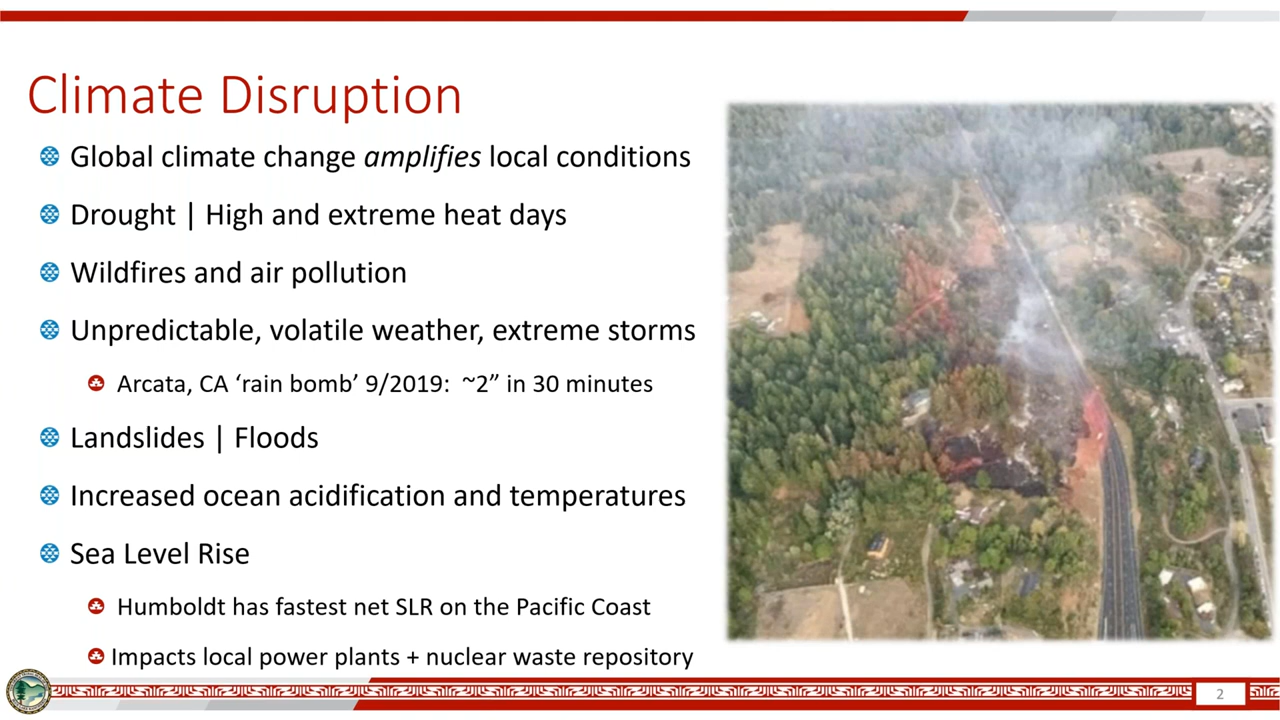 Climate Disruption
Global climate change amplifies local conditions
Drought | High and extreme heat days
Wildfires and air pollution
Unpredictable, volatile weather, extreme storms
Arcata, CA ‘rain bomb’ 9/2019: ~2” in 30 minutes
Landslides | Floods
Increased ocean acidification and temperatures
Sea Level Rise
Humboldt has fastest net SLR on the Pacific Coast
Impacts local power plants + nuclear waste repository
2